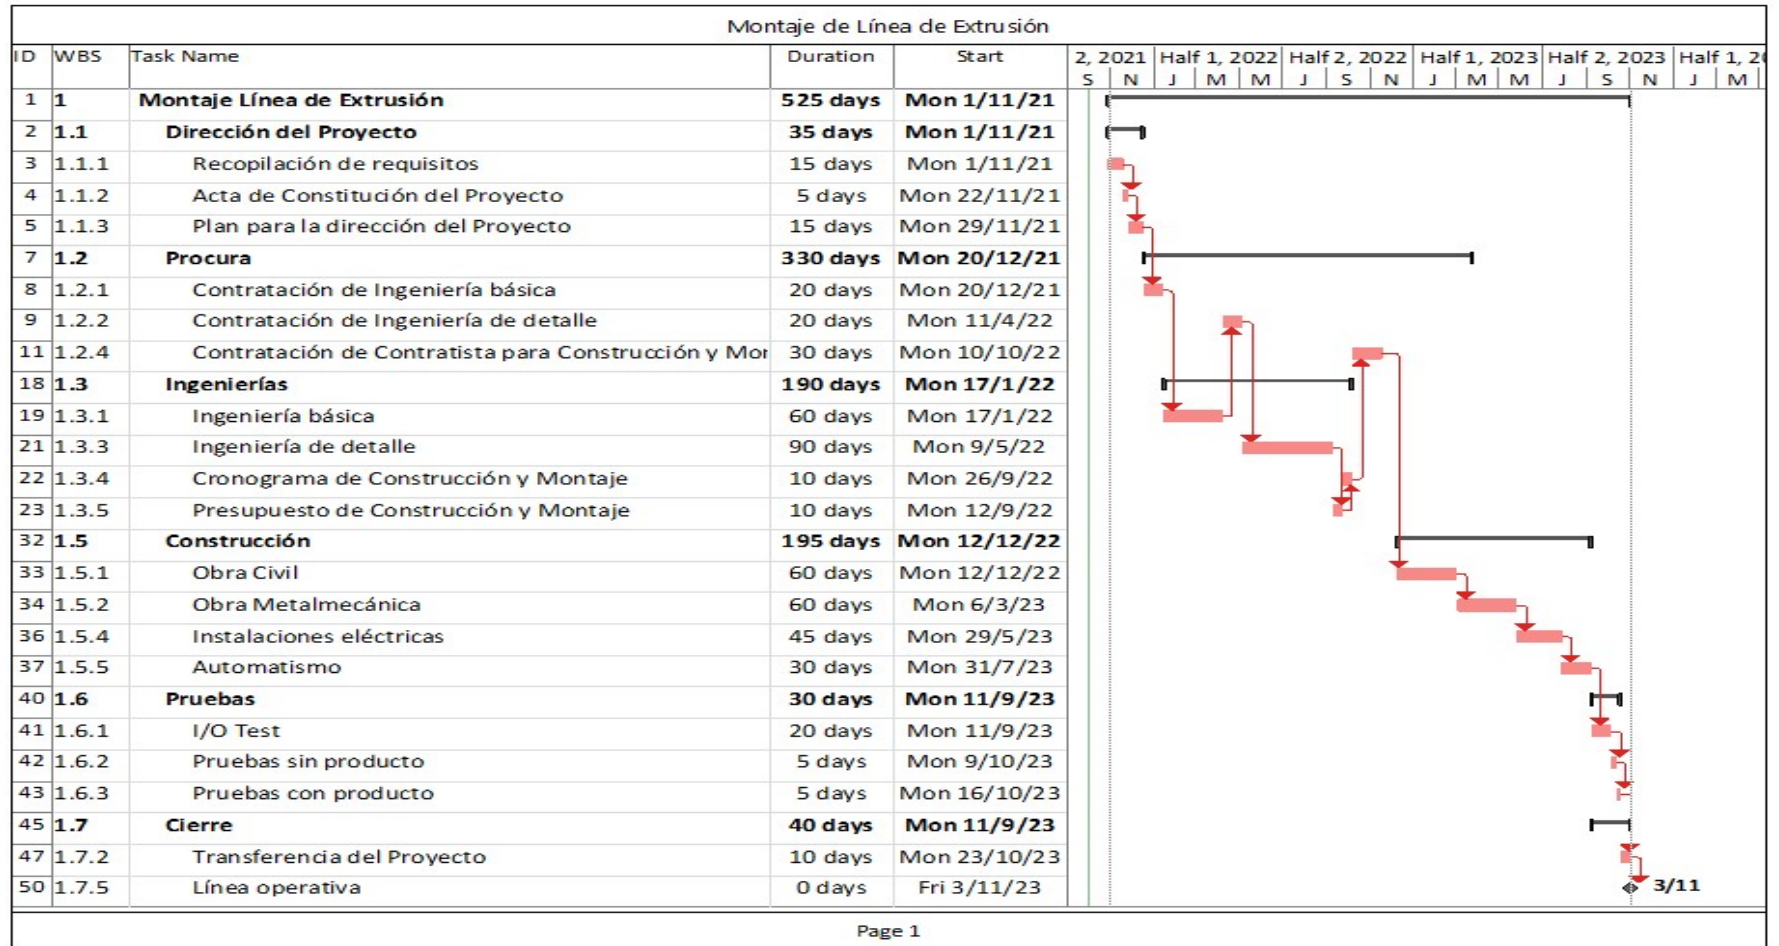 Montaje de Línea de Extrusión
ID WBS Task Name Duration Start 2, 2021 Half 1, 2022 Half 2, 2022 Half 1, 2023 Half 2, 2023 Half 1, 20
S N J M M J S N J M M J S N J M
1 1 Montaje Línea de Extrusión 525 days Mon 1/11/21
2 1.1 Dirección del Proyecto 35 days Mon 1/11/21
3 1.1.1 Recopilación de requisitos 15 days Mon 1/11/21
4 1.1.2 Acta de Constitución del Proyecto 5 days Mon 22/11/21
5 1.1.3 Plan para la dirección del Proyecto 15 days Mon 29/11/21
7 1.2 Procura 330 days Mon 20/12/21
8 1.2.1 Contratación de Ingeniería básica 20 days Mon 20/12/21
9 1.2.2 Contratación de Ingeniería de detalle 20 days Mon 11/4/22
11 1.2.4 Contratación de Contratista para Construcción y Mon 30 days Mon 10/10/22
18 1.3 Ingenierías 190 days Mon 17/1/22
19 1.3.1 Ingeniería básica 60 days Mon 17/1/22
21 1.3.3 Ingeniería de detalle 90 days Mon 9/5/22
22 1.3.4 Cronograma de Construcción y Montaje 10 days Mon 26/9/22
23 1.3.5 Presupuesto de Construcción y Montaje 10 days Mon 12/9/22
32 1.5 Construcción 195 days Mon 12/12/22
33 1.5.1 Obra Civil 60 days Mon 12/12/22
34 1.5.2 Obra Metalmecánica 60 days Mon 6/3/23
36 1.5.4 Instalaciones eléctricas 45 days Mon 29/5/23
37 1.5.5 Automatismo 30 days Mon 31/7/23
40 1.6 Pruebas 30 days Mon 11/9/23
41 1.6.1 I/O Test 20 days Mon 11/9/23
42 1.6.2 Pruebas sin producto 5 days Mon 9/10/23
43 1.6.3 Pruebas con producto 5 days Mon 16/10/23
45 1.7 Cierre 40 days Mon 11/9/23
47 1.7.2 Transferencia del Proyecto 10 days Mon 23/10/23
50 1.7.5 Línea operativa 0 days Fri 3/11/23 3/11
Page 1